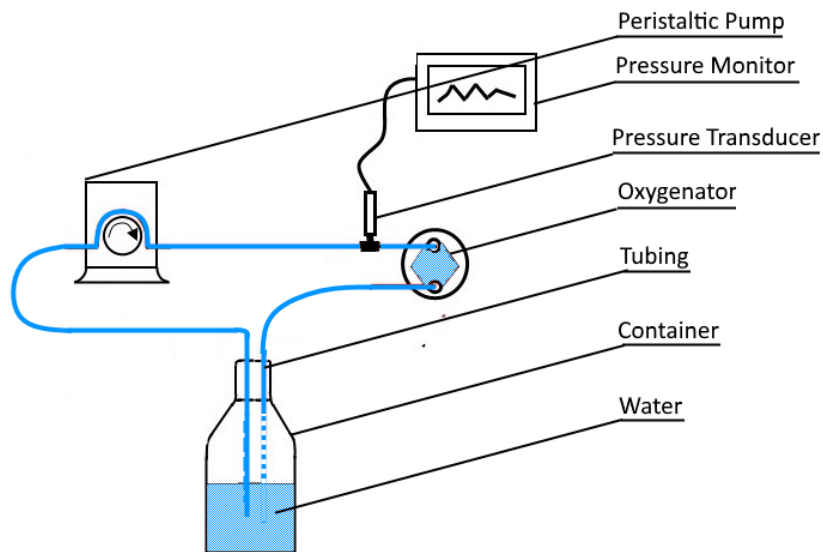 Peristaltic Pump
Pressure Monitor
Pressure Transducer
Oxygenator
Tubing
Container
Water